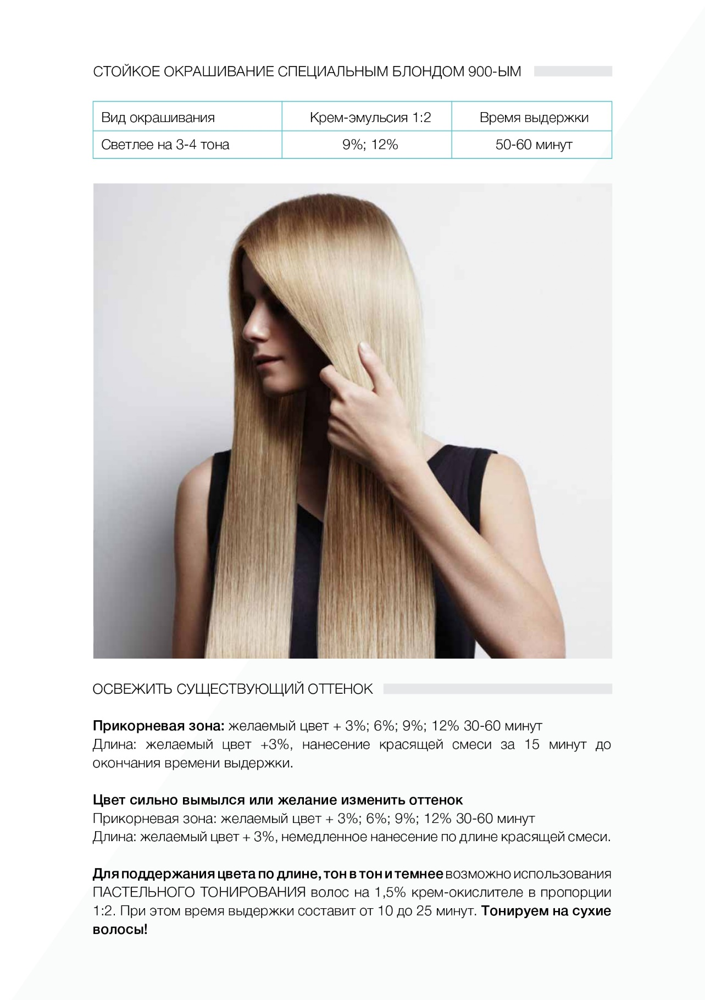 СТОЙКОЕ ОКРАШИВАНИЕ СПЕЦИАЛЬНЫМ БЛОНДОМ 900-ЫМ
Вид окрашивания Крем-эмульсия 1:2 Время выдержки
Светлее на 3-4 тона 9%; 12% 50-60 минут
ОСВЕЖИТЬ СУЩЕСТВУЮЩИЙ ОТТЕНОК
Прикорневая зона: желаемый цвет + 3%; 6%; 9%; 12% 30-60 минут
Длина: желаемый цвет +3%, нанесение красящей смеси за 15 минут до
окончания времени выдержки.
Цвет сильно вымылся или желание изменить оттенок
Прикорневая зона: желаемый цвет + 3%; 6%; 9%; 12% 30-60 минут
Длина: желаемый цвет + 3%, немедленное нанесение по длине красящей смеси.
Для поддержания цвета по длине, тон в тон и темнее возможно использования
ПАСТЕЛЬНОГО ТОНИРОВАНИЯ волос на 1,5% крем-окислителе в пропорции
1:2. При этом время выдержки составит от 10 до 25 минут. Тонируем на сухие
волосы!